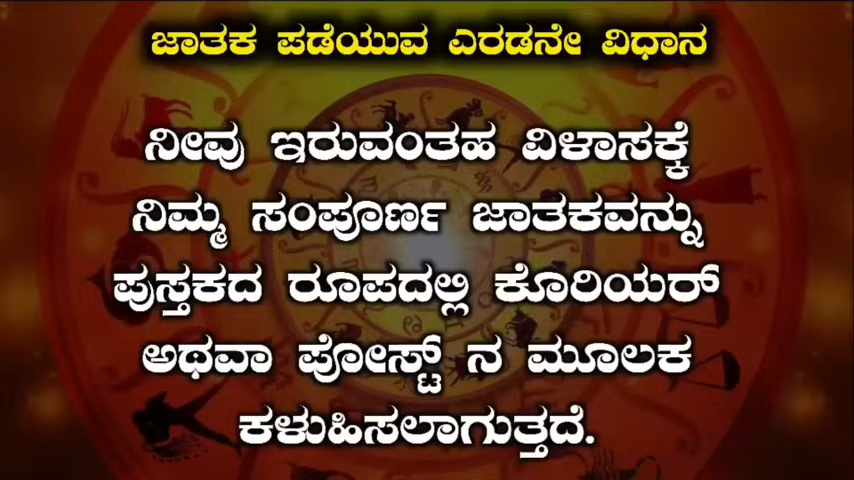 ಜಾತಕ ಪಡೆಯುವ ಎರಡನೇ ವಿಧಾನ
ನೀವು ಇರುವಂತಹ ವಿಳಾಸಕ್ಕೆ
ನಿಮ್ಮ ಸಂಪೂರ್ಣ ಜಾತಕವನ್ನು
ಪುಸ್ತಕದ ರೂಪದಲ್ಲಿ ಕೊರಿಯರ್
ಅಥವಾ ಪೋಸ್ಟ್ ನ ಮೂಲಕ
ಕಳುಹಿಸಲಾಗುತ್ತದೆ.